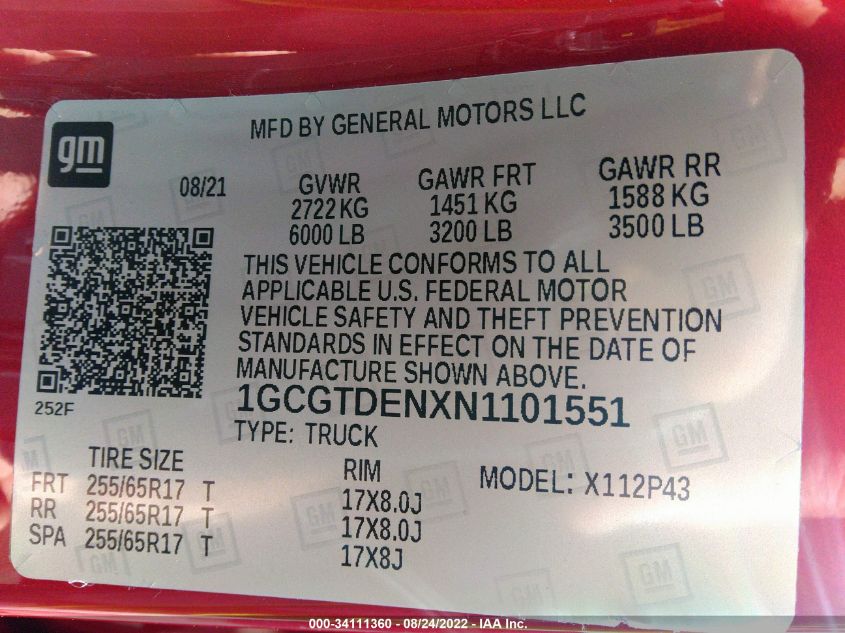 gm
MFD BY GENERAL MOTORS LLC
08/21
GVWR GAWR FRT GAWR RR
2722 KG 1451 KG 1588 KG
6000 LB 3200 LB 3500 LB
THIS VEHICLE CONFORMS TO ALL
APPLICABLE U.S. FEDERAL MOTOR
VEHICLE SAFETY AND THEFT PREVENTION
STANDARDS IN EFFECT ON THE DATE OF
MANUFACTURE SHOWN ABOVE.
252F
1GCGTDENXN1101551
TYPE: TRUCK
TIRE SIZE RIM MODEL: X112P43
FRT 255/65R17 T 17X8.0J
RR 255/65R17 T 17X8.0J
SPA 255/65R17 T 17X8J
000-34111360 - 08/24/2022 - IAA Inc.